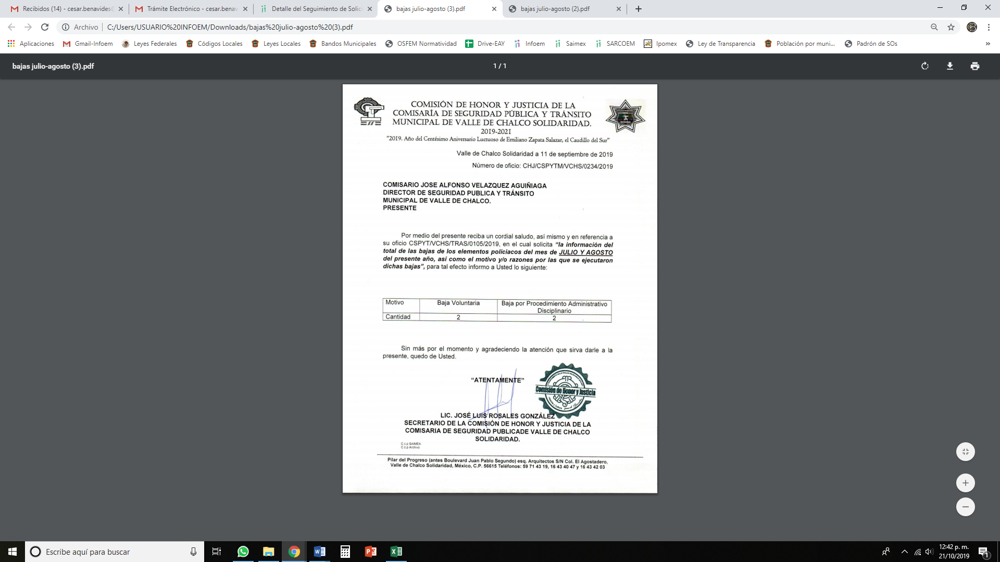 Recibidos (14) - cesar.benavides@
Trámite Electrónico - cesar.benav
Detalle del Seguimiento de Solici
bajas julio-agosto (3).pdf
bajas julio-agosto (2).pdf
Archivo
C:/Users/USUARIO%20INFOEM/Downloads/bajas%20julio-agosto%20(3).pdf
Aplicaciones
Gmail-Infoem
Leyes Federales
Códigos Locales
Leyes Locales
Bandos Municipales
OSFEM Normatividad
Drive-EAY
Infoem
Saimex
SARCOEM
Ipomex
Ley de Transparencia
Población por muni...
Padrón de SOs
»
bajas julio-agosto (3).pdf
1 / 1
COMISIÓN DE HONOR Y JUSTICIA DE LA
COMISARÍA DE SEGURIDAD PÚBLICA Y TRÁNSITO
MUNICIPAL DE VALLE DE CHALCO SOLIDARIDAD.
2019-2021
“2019. Año del Centésimo Aniversario Luctuoso de Emiliano Zapata Salazar, el Caudillo del Sur”
Valle de Chalco Solidaridad a 11 de septiembre de 2019
Número de oficio: CHJ/CSPYTM/VCHS/0234/2019
COMISARIO JOSE ALFONSO VELAZQUEZ AGUIÑIAGA
DIRECTOR DE SEGURIDAD PUBLICA Y TRÁNSITO
MUNICIPAL DE VALLE DE CHALCO.
PRESENTE
Por medio del presente reciba un cordial saludo, así mismo y en referencia a
su oficio CSPYT/VCHS/TRAS/0105/2019, en el cual solicita “la información del
total de las bajas de los elementos policiacos del mes de JULIO Y AGOSTO
del presente año, así como el motivo y/o razones por las que se ejecutaron
dichas bajas”, para tal efecto informo a Usted lo siguiente:
Motivo
Baja Voluntaria
Baja por Procedimiento Administrativo
Disciplinario
Cantidad
2
2
Sin más por el momento y agradeciendo la atención que sirva darle a la
presente, quedo de Usted.
“ATENTAMENTE”
Comisión de Honor y Justicia
LIC. JOSÉ LUIS ROSALES GONZÁLEZ
SECRETARIO DE LA COMISIÓN DE HONOR Y JUSTICIA DE LA
COMISARIA DE SEGURIDAD PUBLICADE VALLE DE CHALCO
SOLIDARIDAD.
C c.p SAIMEX
C c.p Archivo
Pilar del Progreso (antes Boulevard Juan Pablo Segundo) esq. Arquitectos S/N Col. El Agostadero,
Valle de Chalco Solidaridad, México, C.P. 56615 Teléfonos: 59 71 43 19, 16 43 40 47 y 16 43 42 03
Escribe aquí para buscar
12:42 p. m.
21/10/2019
1